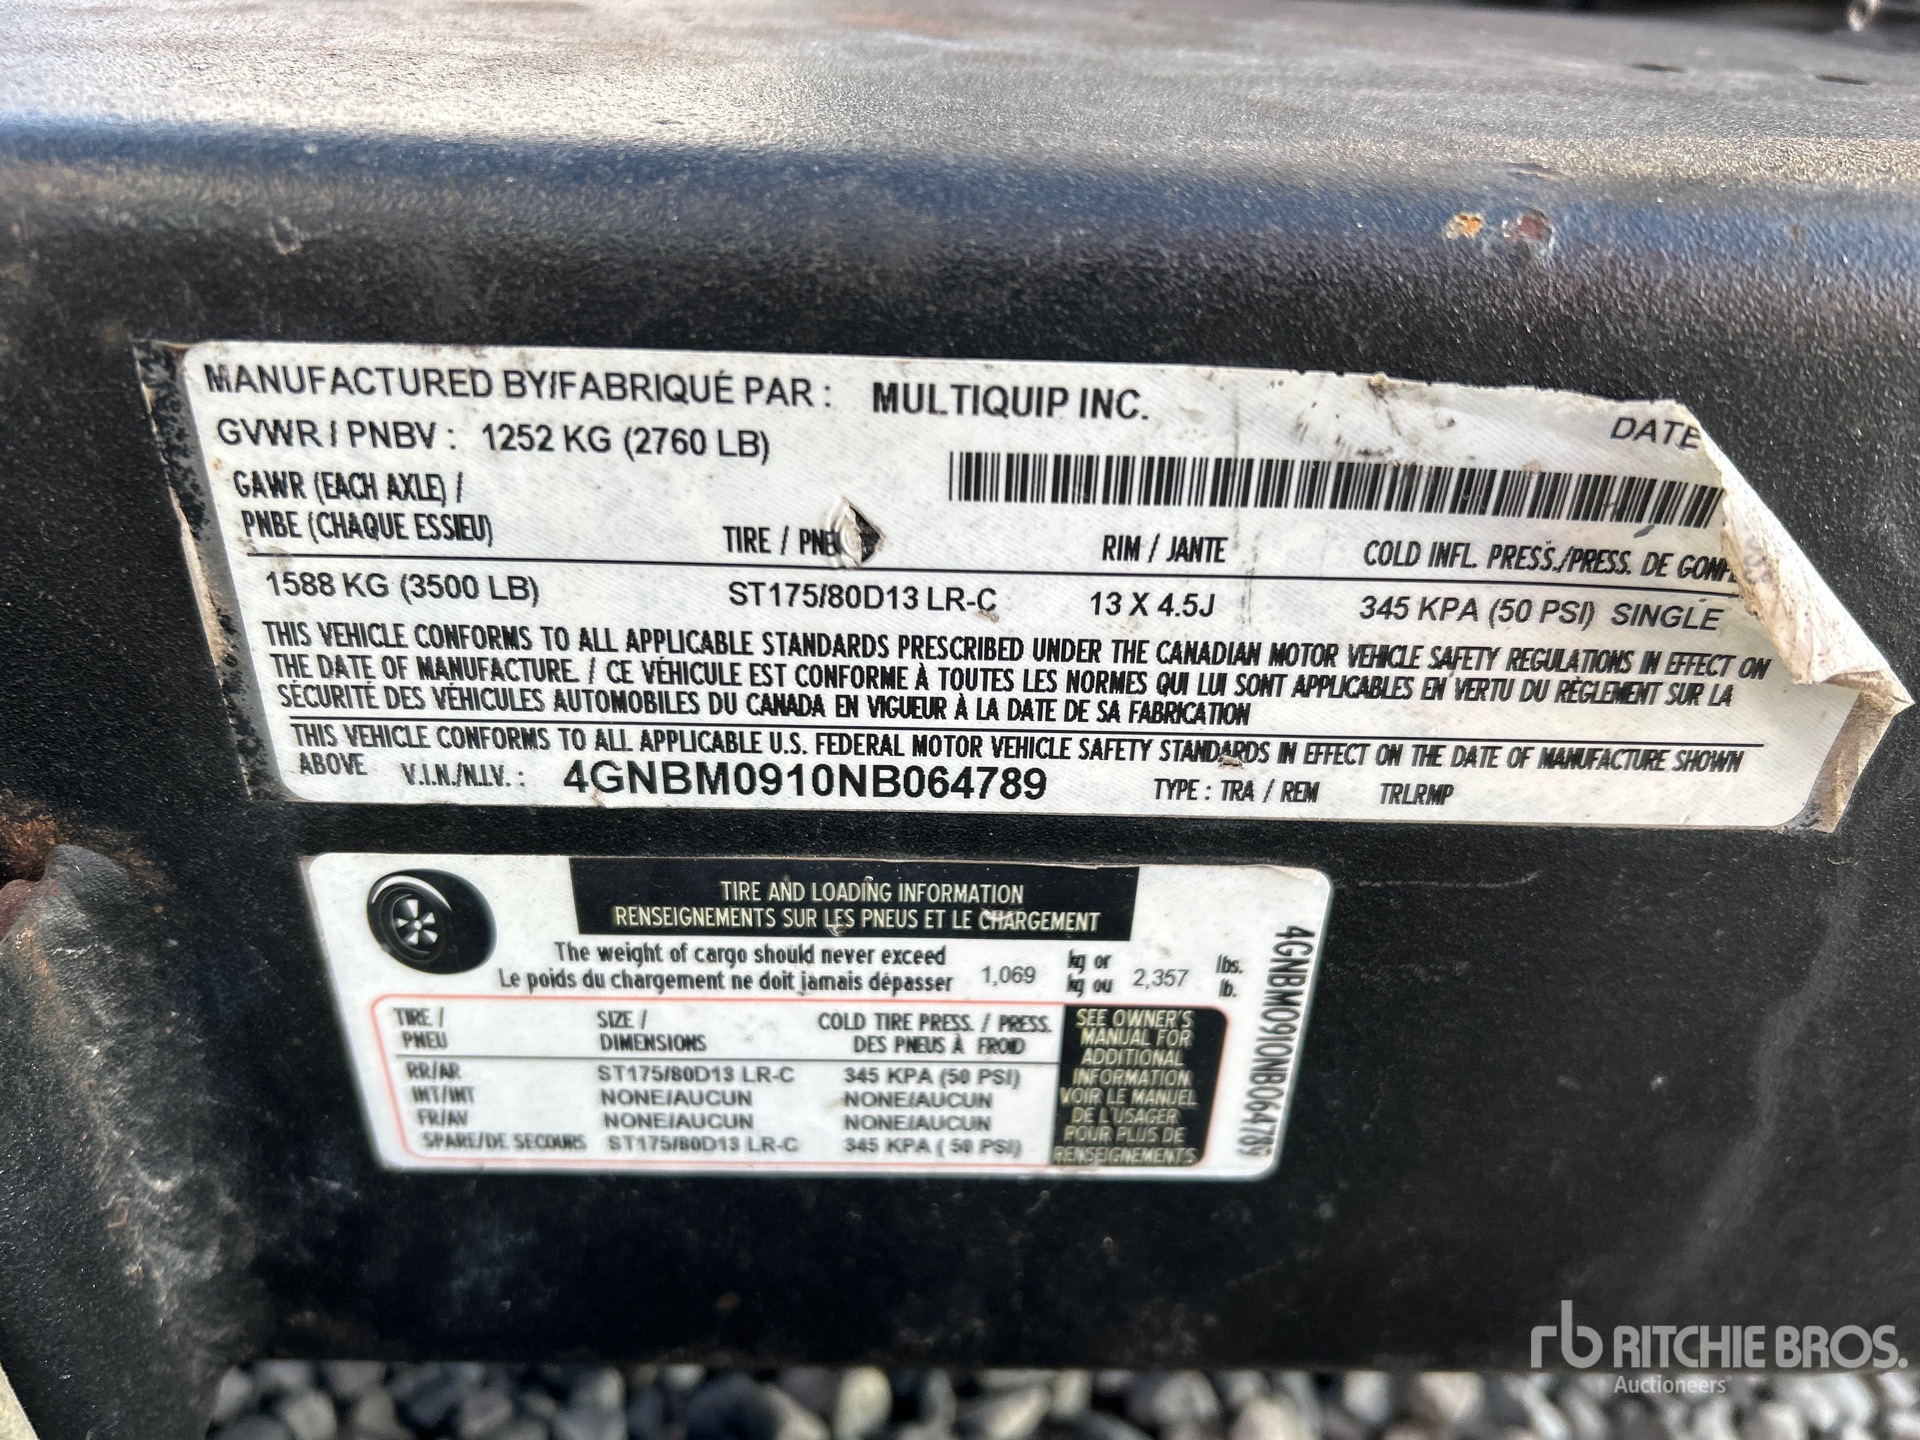 MANUFACTURED BY/FABRIQUÉ PAR : MULTIQUIP INC.
DATE
GVWR / PNBV : 1252 KG (2760 LB)
GAWR (EACH AXLE) /
PNBE (CHAQUE ESSIEU) TIRE / PNEU RIM / JANTE COLD INFL. PRESS./PRESS. DE GONF
1588 KG (3500 LB) ST175/80D13 LR-C 13 X 4.5J 345 KPA (50 PSI) SINGLE
THIS VEHICLE CONFORMS TO ALL APPLICABLE STANDARDS PRESCRIBED UNDER THE CANADIAN MOTOR VEHICLE SAFETY REGULATIONS IN EFFECT ON
THE DATE OF MANUFACTURE. / CE VÉHICULE EST CONFORME À TOUTES LES NORMES QUI LUI SONT APPLICABLES EN VERTU DU RÈGLEMENT SUR LA
SÉCURITÉ DES VÉHICULES AUTOMOBILES DU CANADA EN VIGUEUR À LA DATE DE SA FABRICATION
THIS VEHICLE CONFORMS TO ALL APPLICABLE U.S. FEDERAL MOTOR VEHICLE SAFETY STANDARDS IN EFFECT ON THE DATE OF MANUFACTURE SHOWN
ABOVE V.I.N./N.I.V. : 4GNBM0910NB064789 TYPE : TRA / REM TRLRMP
TIRE AND LOADING INFORMATION
RENSEIGNEMENTS SUR LES PNEUS ET LE CHARGEMENT
The weight of cargo should never exceed
Le poids du chargement ne doit jamais dépasser 1,069 kg or kg ou 2,357 lbs. lb.
TIRE / PNEU SIZE / DIMENSIONS COLD TIRE PRESS. / PRESS. DES PNEUS À FROID
RR/AR ST175/80D13 LR-C 345 KPA (50 PSI)
INT/INT NONE/AUCUN NONE/AUCUN
FR/AV NONE/AUCUN NONE/AUCUN
SPARE/DE SECOURS ST175/80D13 LR-C 345 KPA ( 50 PSI)
SEE OWNER'S
MANUAL FOR
ADDITIONAL
INFORMATION
VOIR LE MANUEL
DE L'USAGER
POUR PLUS DE
RENSEIGNEMENTS
4GNBM0910NB064789
rb RITCHIE BROS.
Auctioneers